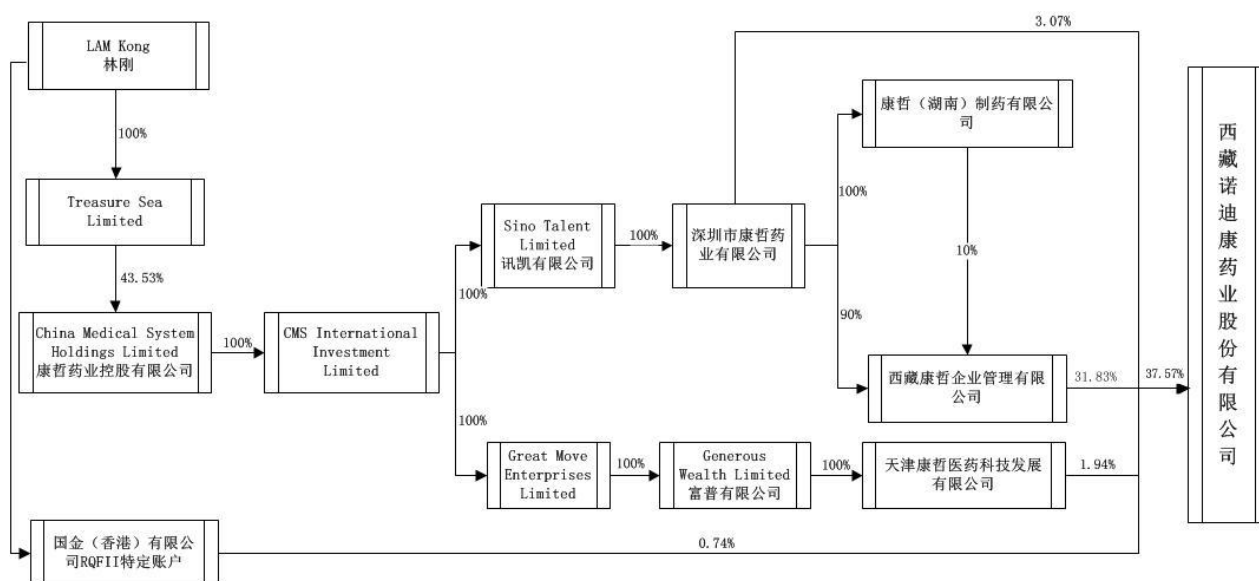 LAM Kong
林刚
100%
Treasure Sea
Limited
43.53%
China Medical System
Holdings Limited
康哲药业控股有限公司
100%
CMS International
Investment
Limited
100%
100%
Sino Talent
Limited
讯凯有限公司
100%
深圳市康哲药
业有限公司
3.07%
100%
90%
康哲（湖南）制药有限公
司
10%
西藏康哲企业管理有限
公司
31.83%
37.57%
Great Move
Enterprises
Limited
100%
Generous
Wealth Limited
富普有限公司
100%
天津康哲医药科技发展
有限公司
1.94%
国金（香港）有限公
司RQFII特定账户
0.74%
西藏诺迪康药业股份有限公司